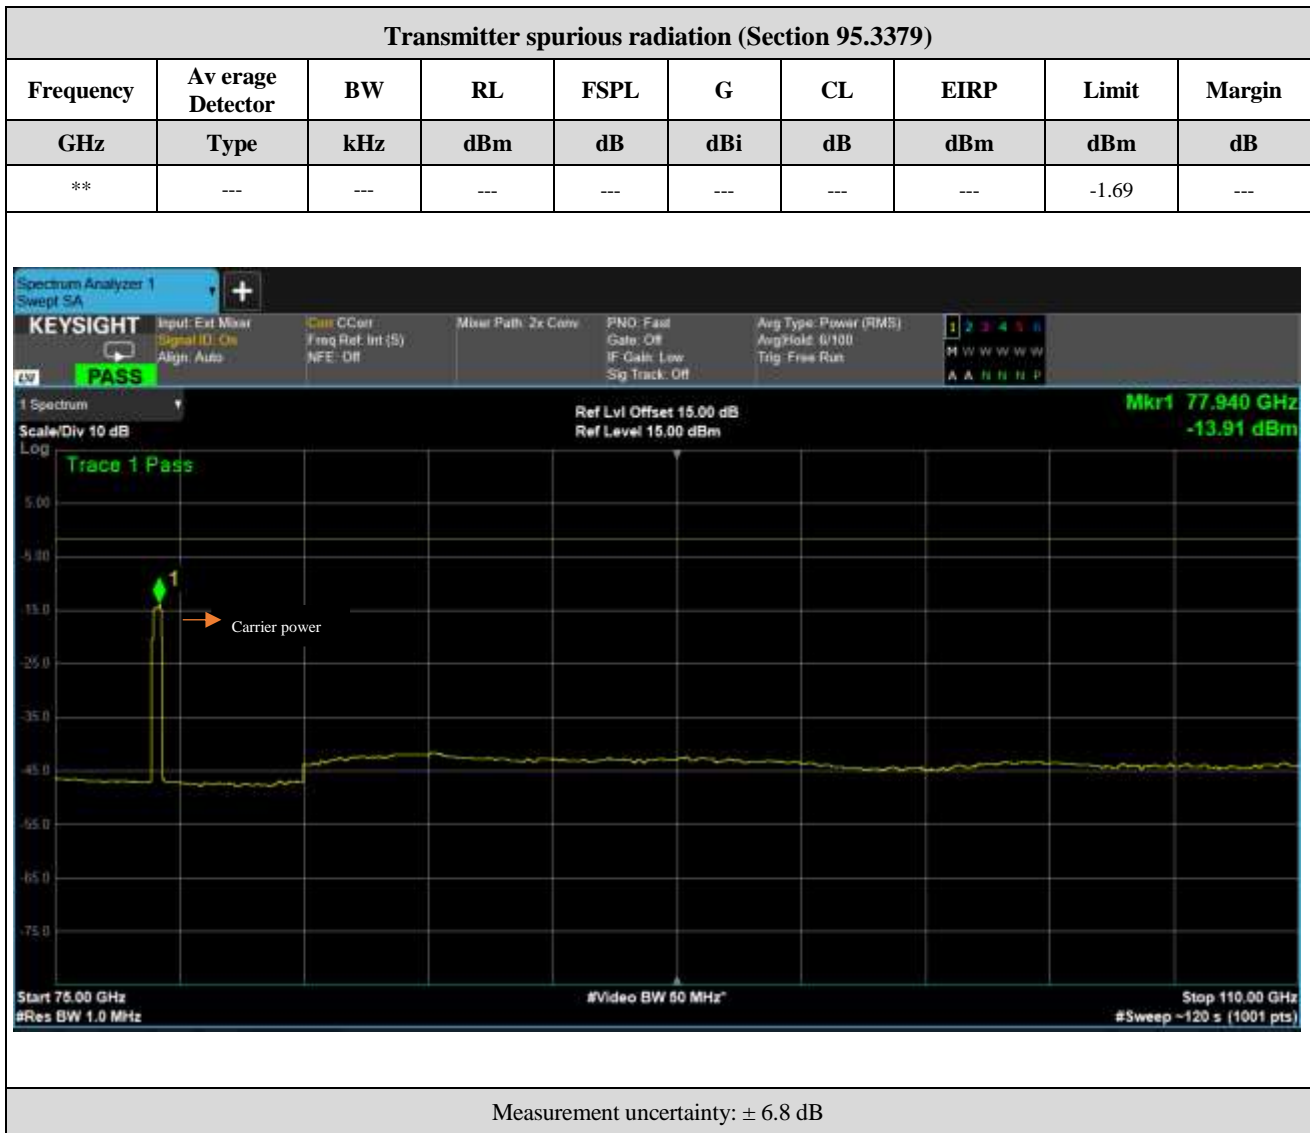 Transmitter spurious radiation (Section 95.3379)
Frequency Av erage Detector BW RL FSPL G CL EIRP Limit Margin
GHz Type kHz dBm dB dBi dB dBm dBm dB
** --- --- --- --- --- --- --- -1.69 ---
Spectrum Analyzer 1
Swept SA
+
KEYSIGHT Input: Ext Mixer Corr CCorr Mixer Path: 2x Conv PNO: Fast Avg Type: Power (RMS) 1 2 3 4 5 6
Signal ID: On Freq Ref: Int (S) Gate: Off Avg|Hold: 6/100 M W W W W W
Align: Auto NFE: Off IF Gain: Low Trig: Free Run
PASS Sig Track: Off A A N N N P
1 Spectrum Ref Lvl Offset 15.00 dB Mkr1 77.940 GHz
Scale/Div 10 dB Ref Level 15.00 dBm -13.91 dBm
Log
Trace 1 Pass
5.00
-5.00
1
-15.0
Carrier power
-25.0
-35.0
-45.0
-55.0
-65.0
-75.0
Start 75.00 GHz #Video BW 50 MHz* Stop 110.00 GHz
#Res BW 1.0 MHz #Sweep ~120 s (1001 pts)
Measurement uncertainty: ± 6.8 dB